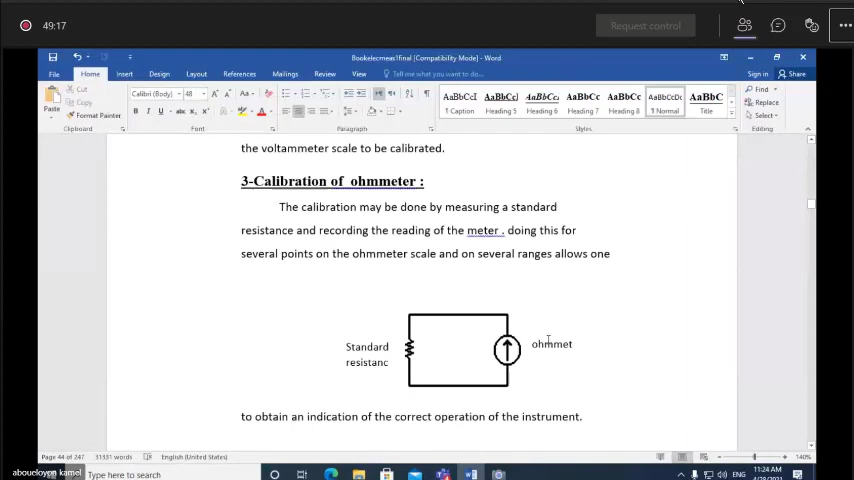 49:17
Request control
Bookelecmeas1final [Compatibility Mode] - Word
File Home Insert Design Layout References Mailings Review View Tell me what you want to do... Sign in Share
Paste
Cut
Copy
Format Painter
Clipboard
Calibri (Body) 48
Font
Paragraph
AaBbCcI AaBbCc AaBbCc AaBbCc AaBbCc AaBbCcDc AaBbC
1 Caption Heading 5 Heading 6 Heading 7 Heading 8 1 Normal Title
Styles
Find
Replace
Select
Editing
the voltammeter scale to be calibrated.
3-Calibration of ohmmeter :
The calibration may be done by measuring a standard
resistance and recording the reading of the meter . doing this for
several points on the ohmmeter scale and on several ranges allows one
Standard
resistanc
ohmmet
to obtain an indication of the correct operation of the instrument.
Page 44 of 247 31331 words English (United States) 140%
aboueloyon kamel
Type here to search
ENG
11:24 AM